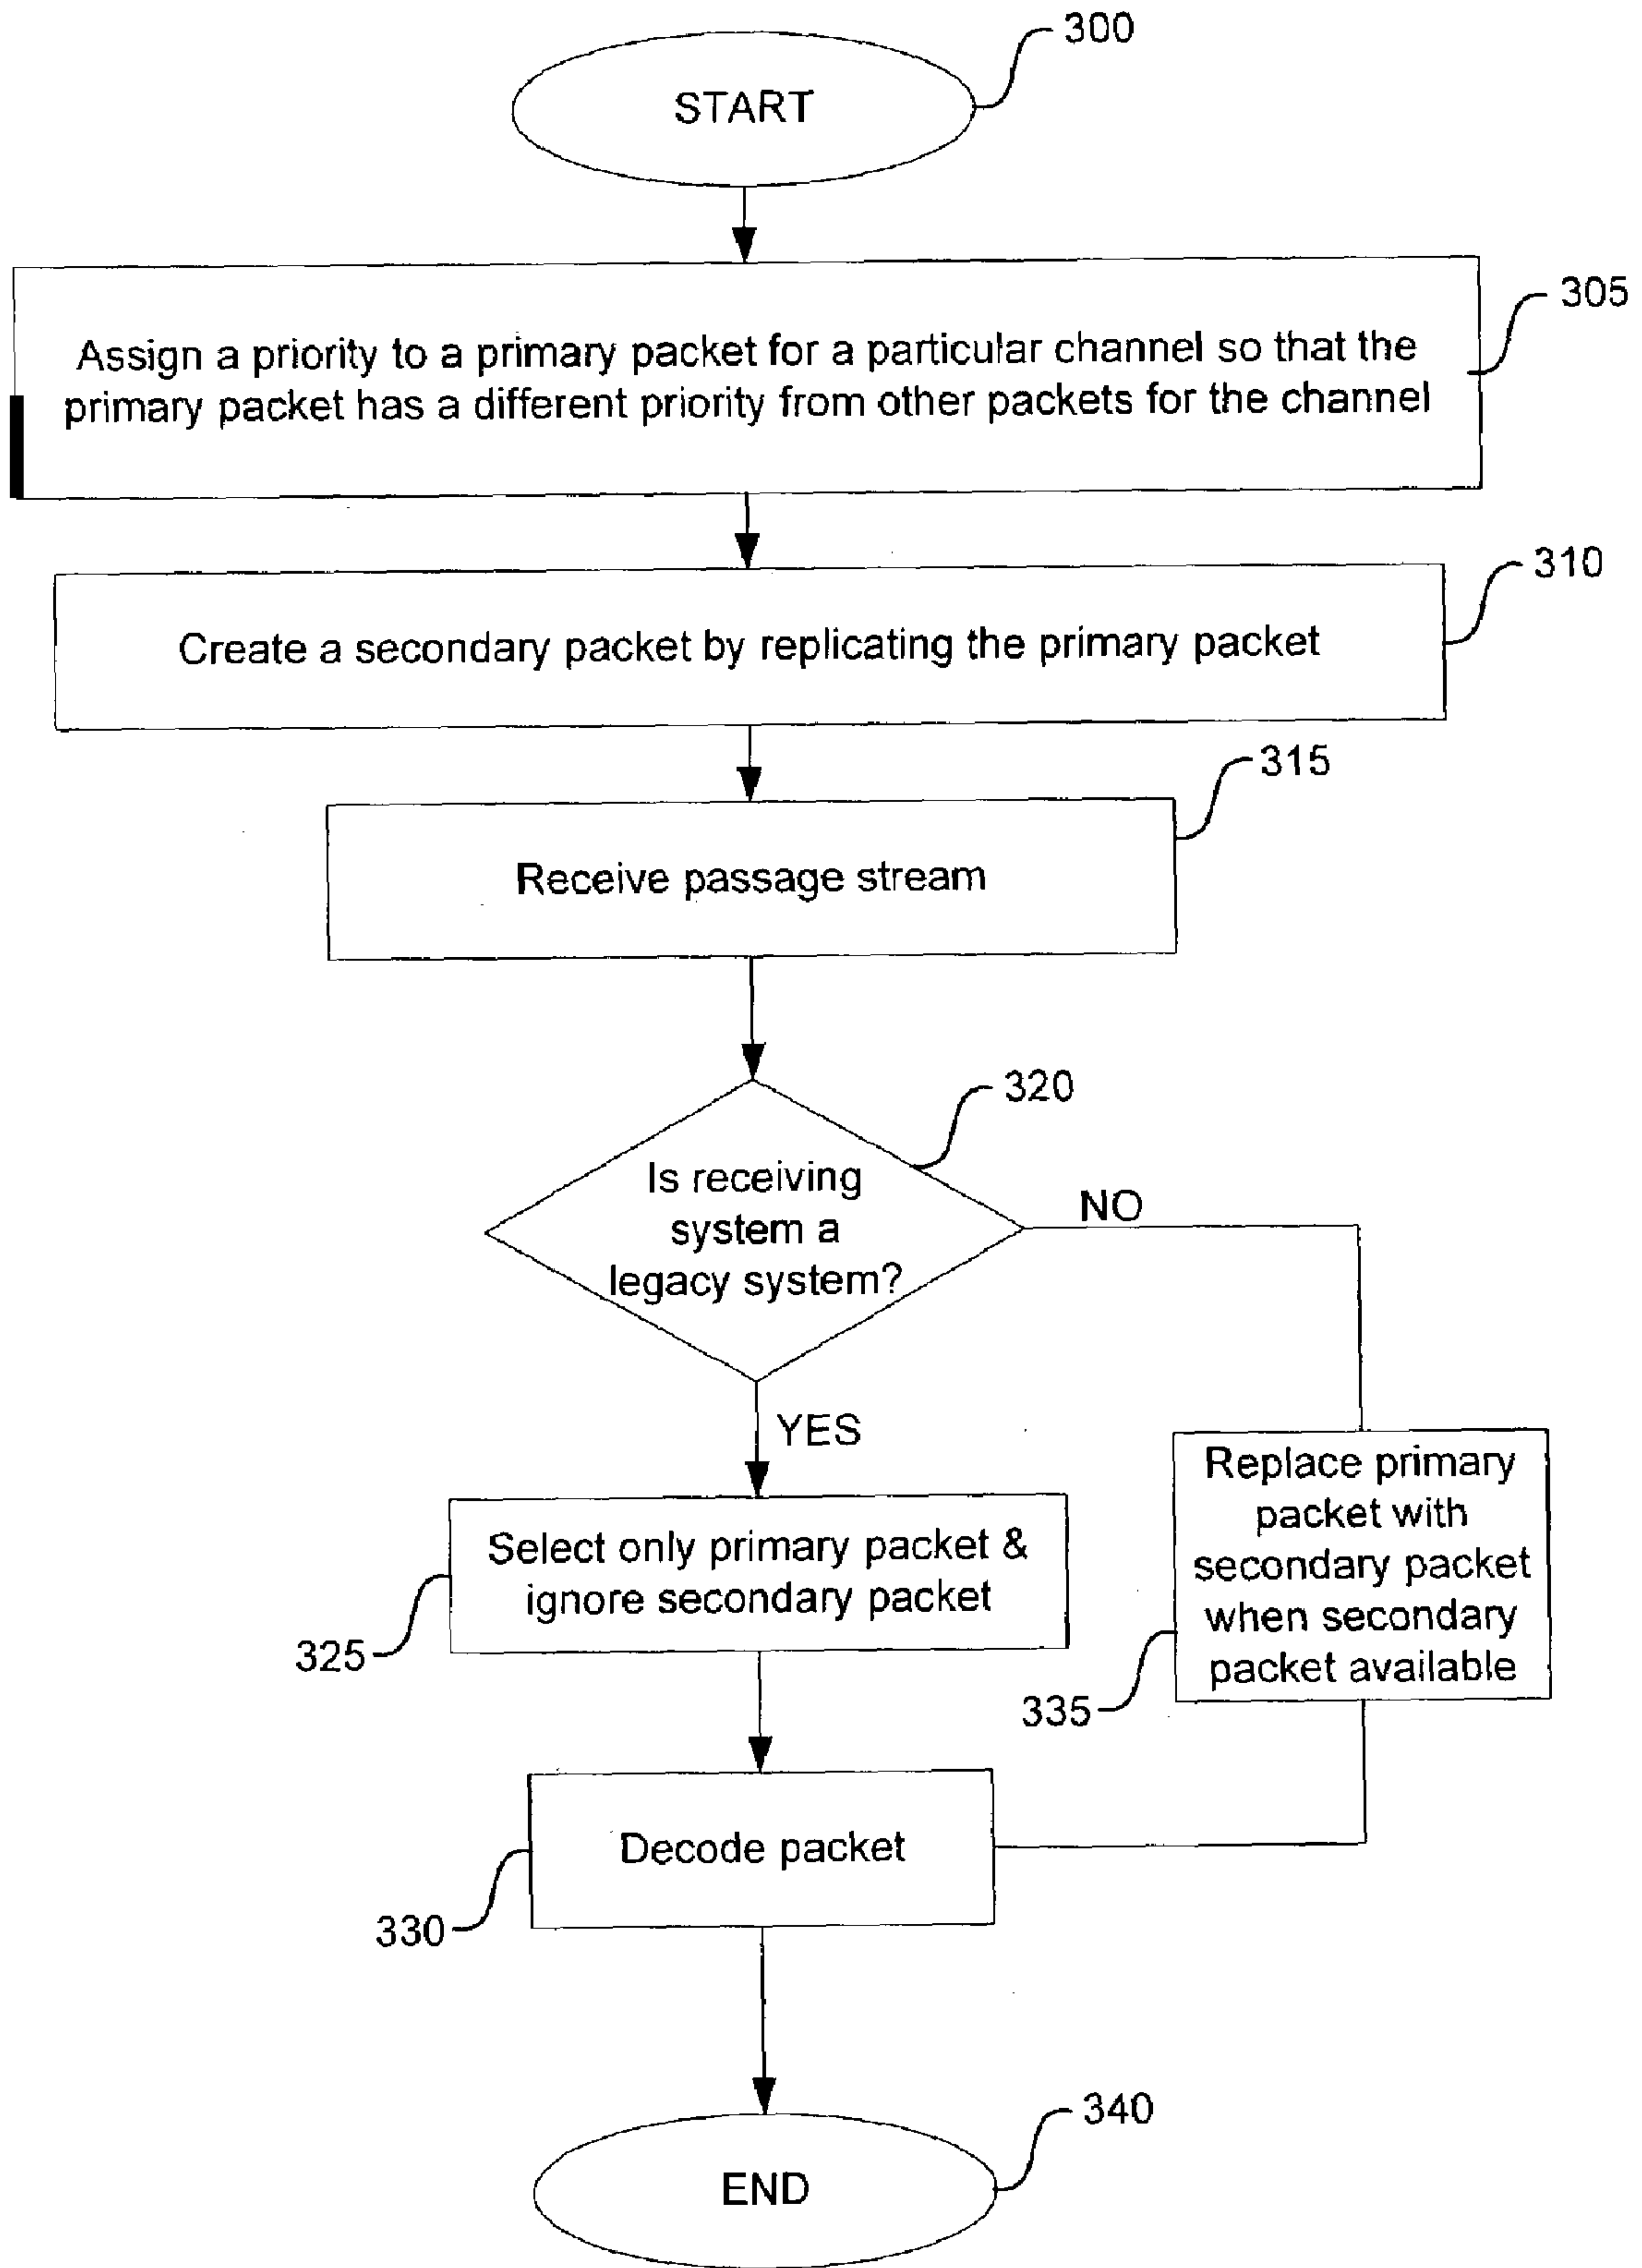 300
START
305
Assign a priority to a primary packet for a particular channel so that the
primary packet has a different priority from other packets for the channel
310
Create a secondary packet by replicating the primary packet
315
Receive passage stream
320
Is receiving
system a
legacy system?
NO
YES
Replace primary
packet with
secondary packet
when secondary
packet available
335
Select only primary packet &
ignore secondary packet
325
Decode packet
330
340
END